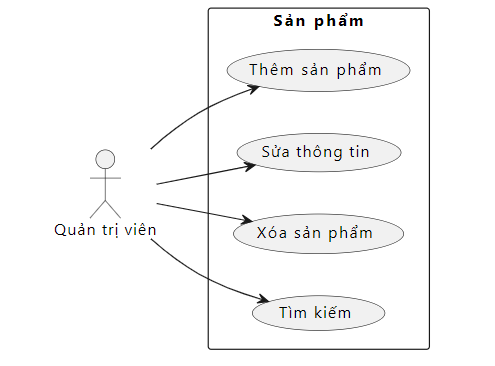 Sản phẩm
Thêm sản phẩm
Sửa thông tin
Quản trị viên
Xóa sản phẩm
Tìm kiếm